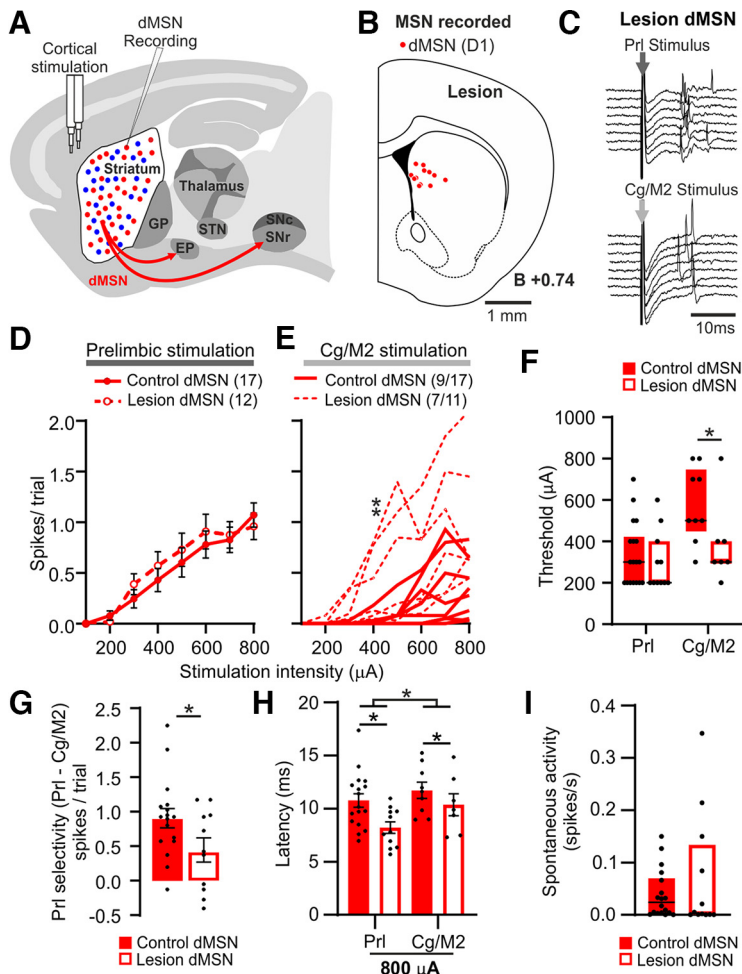 A
Cortical
stimulation
dMSN
Recording
Striatum
Thalamus
GP
STN
EP
SNc
SNr
dMSN
B
MSN recorded
dMSN (D1)
Lesion
B +0.74
1 mm
C
Lesion dMSN
Prl Stimulus
Cg/M2 Stimulus
10ms
D
Prelimbic stimulation
Control dMSN (17)
Lesion dMSN (12)
Spikes/ trial
2.0
1.5
1.0
0.5
0.0
200 400 600 800
E
Cg/M2 stimulation
Control dMSN (9/17)
Lesion dMSN (7/11)
**
200 400 600 800
Stimulation intensity (µA)
F
Control dMSN
Lesion dMSN
Threshold (µA)
1000
800
600
400
200
0
*
Prl Cg/M2
G
Prl selectivity (Prl - Cg/M2)
spikes / trial
2.5
2.0
1.5
1.0
0.5
0.0
-0.5
*
Control dMSN
Lesion dMSN
H
Latency (ms)
20
15
10
5
0
*
*
*
Prl Cg/M2
800 µA
I
Spontaneous activity
(spikes/s)
0.4
0.3
0.2
0.1
0.0
Control dMSN
Lesion dMSN